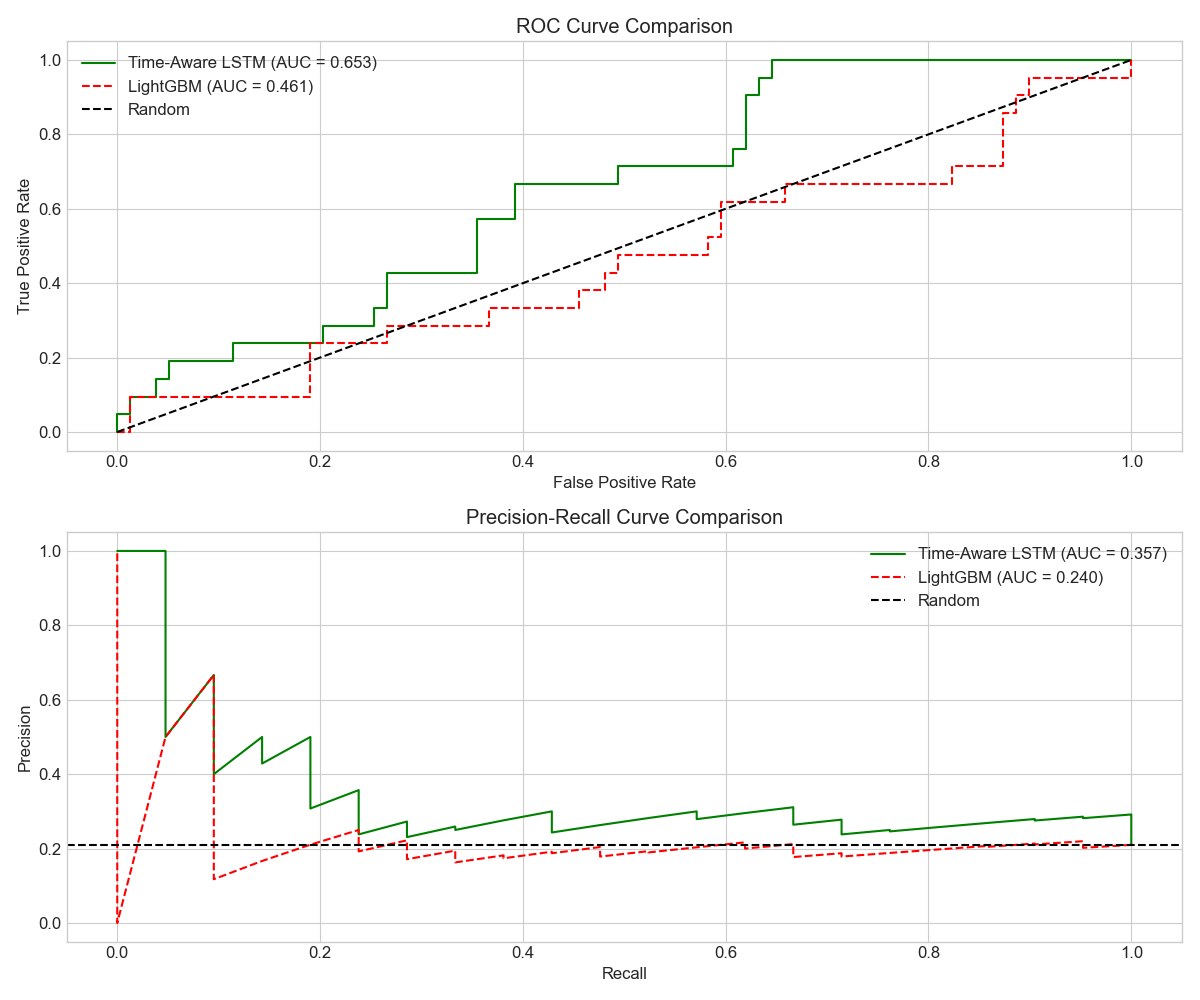 ROC Curve Comparison
Time-Aware LSTM (AUC = 0.653)
LightGBM (AUC = 0.461)
Random
True Positive Rate
1.0
0.8
0.6
0.4
0.2
0.0
0.0 0.2 0.4 0.6 0.8 1.0
False Positive Rate
Precision-Recall Curve Comparison
Time-Aware LSTM (AUC = 0.357)
LightGBM (AUC = 0.240)
Random
Precision
1.0
0.8
0.6
0.4
0.2
0.0
0.0 0.2 0.4 0.6 0.8 1.0
Recall